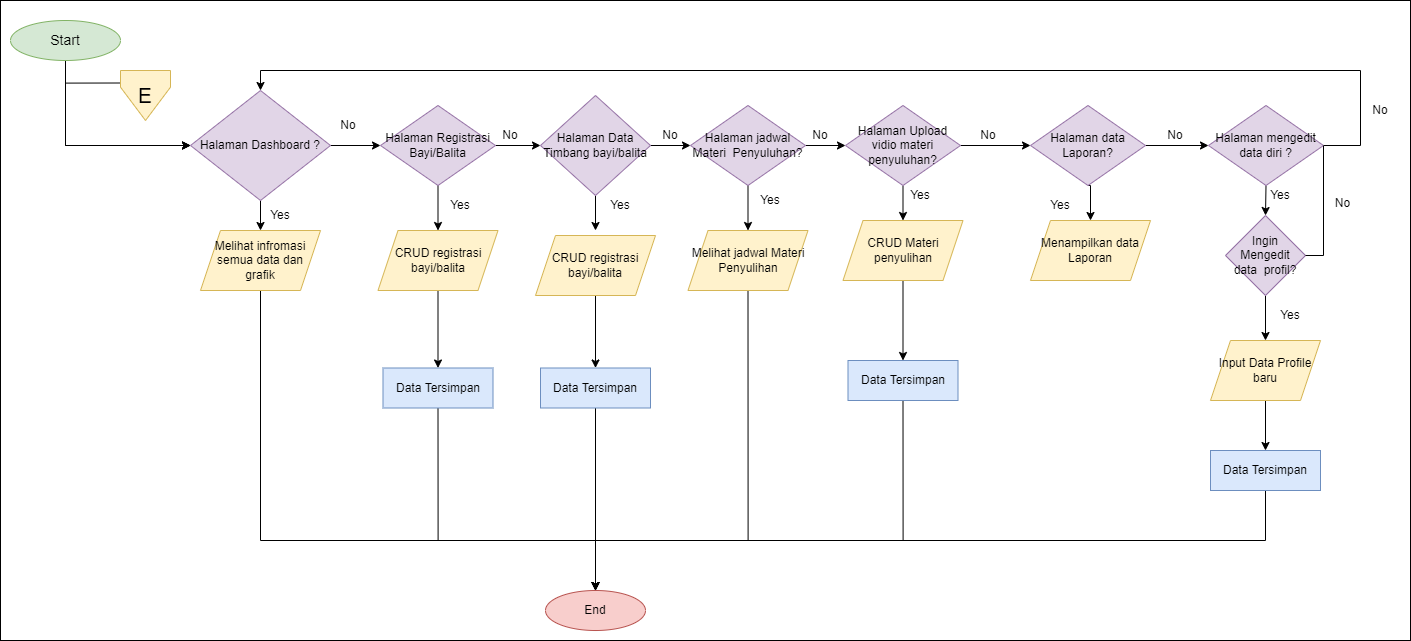 Start
E
Halaman Dashboard ?
No
Halaman Registrasi
Bayi/Balita
No
Halaman Data
Timbang bayi/balita
No
Halaman jadwal
Materi Penyuluhan?
No
Halaman Upload
vidio materi
penyuluhan?
No
Halaman data
Laporan?
No
Halaman mengedit
data diri ?
No
Yes
Yes
Yes
Yes
Yes
Yes
Yes
No
Melihat infromasi
semua data dan
grafik
CRUD registrasi
bayi/balita
CRUD registrasi
bayi/balita
Melihat jadwal Materi
Penyulihan
CRUD Materi
penyulihan
Menampilkan data
Laporan
Ingin
Mengedit
data profil?
Yes
Input Data Profile
baru
Data Tersimpan
Data Tersimpan
Data Tersimpan
Data Tersimpan
End